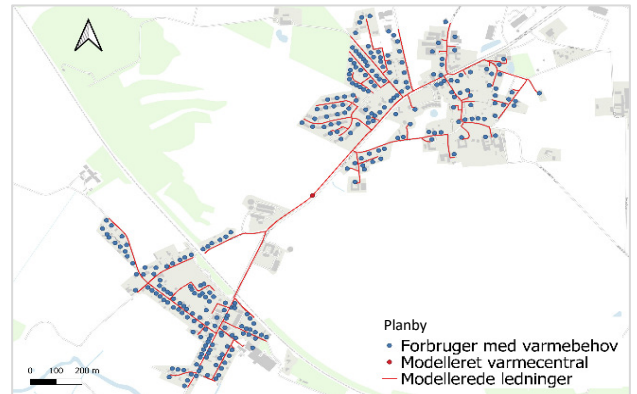 Planby
Forbruger med varmebehov
Modelleret varmecentral
Modellerede ledninger
0 100 200 m